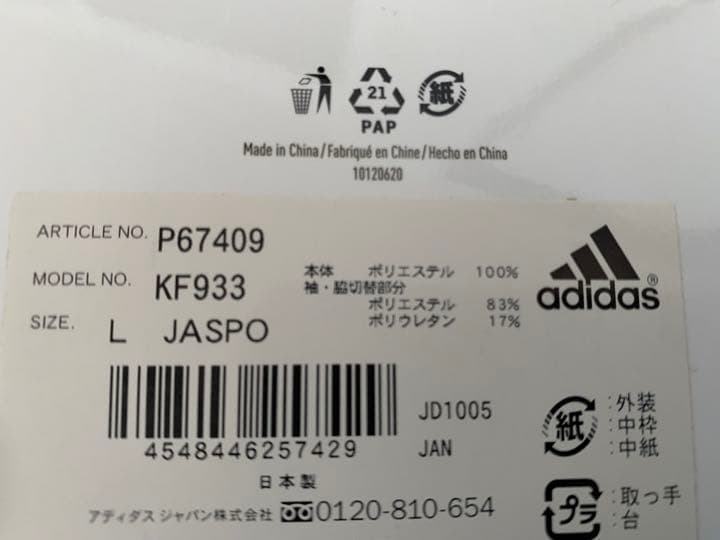 21
PAP
紙
Made in China/Fabriqué en Chine/Hecho en China
10120620
ARTICLE NO. P67409
MODEL NO. KF933
SIZE. L JASPO
本体 ポリエステル 100%
袖・脇切替部分
ポリエステル 83%
ポリウレタン 17%
adidas®
4548446257429
JD1005
JAN
日本製
アディダス ジャパン株式会社 0120-810-654
紙 :外装
:中枠
:中紙
プラ :取っ手
:台